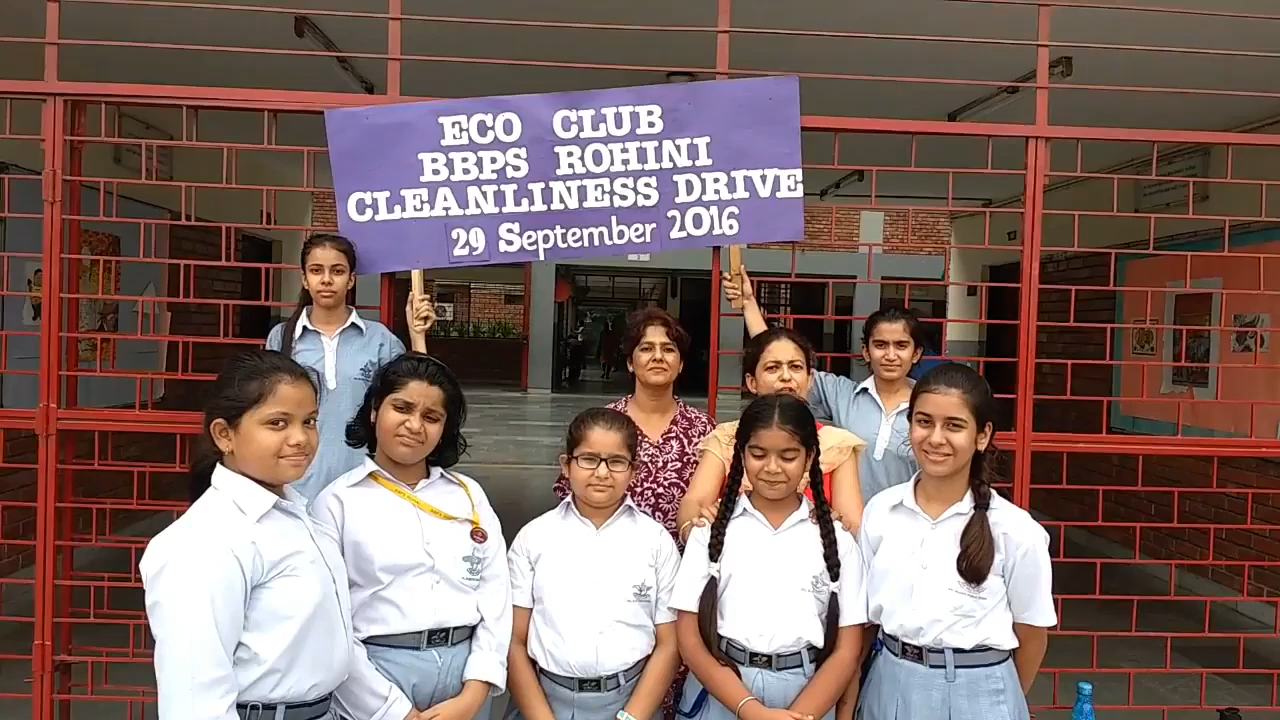 ECO CLUB
BBPS ROHINI
CLEANLINESS DRIVE
29 September 2016